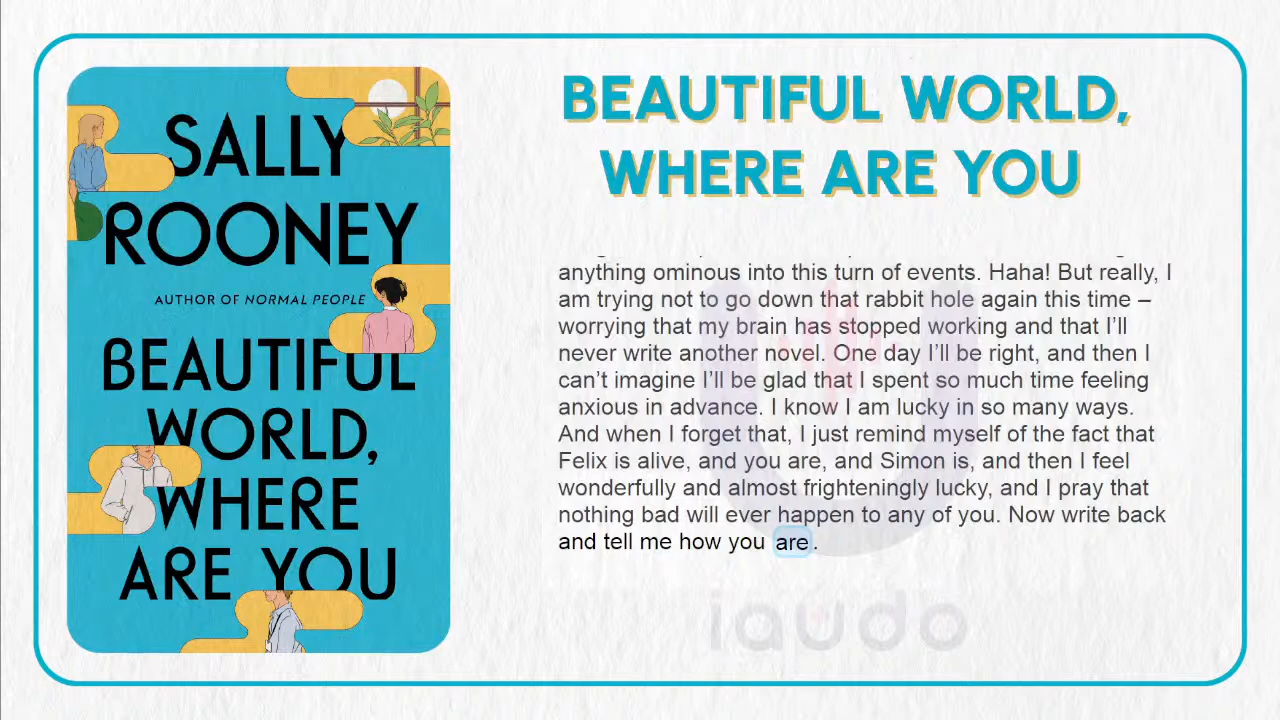 SALLY
ROONEY
AUTHOR OF NORMAL PEOPLE
BEAUTIFUL
WORLD,
WHERE
ARE YOU
BEAUTIFUL WORLD,
WHERE ARE YOU
anything ominous into this turn of events. Haha! But really, I
am trying not to go down that rabbit hole again this time –
worrying that my brain has stopped working and that I’ll
never write another novel. One day I’ll be right, and then I
can’t imagine I’ll be glad that I spent so much time feeling
anxious in advance. I know I am lucky in so many ways.
And when I forget that, I just remind myself of the fact that
Felix is alive, and you are, and Simon is, and then I feel
wonderfully and almost frighteningly lucky, and I pray that
nothing bad will ever happen to any of you. Now write back
and tell me how you are.
iaudo